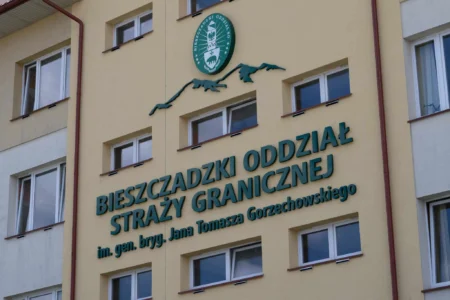 BIESZCZADZKI ODDZIAŁ
STRAŻY GRANICZNEJ
im. gen. bryg. Jana Tomasza Gorzechowskiego